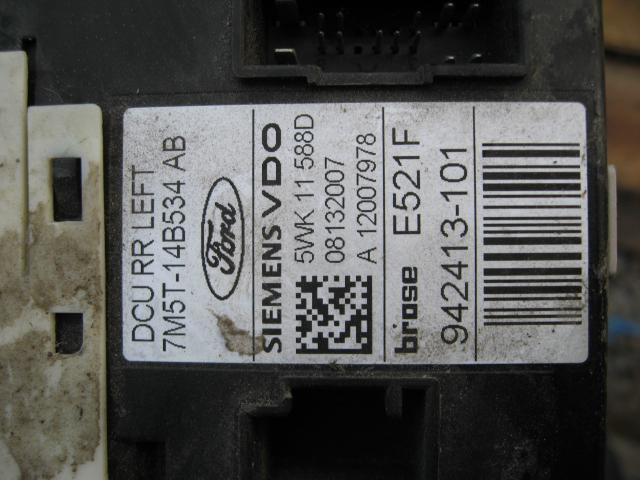 DCU RR LEFT
7M5T-14B534 AB
Ford
SIEMENS VDO
5WK 11 588D
08132007
A 12007978
brose E521F
942413-101